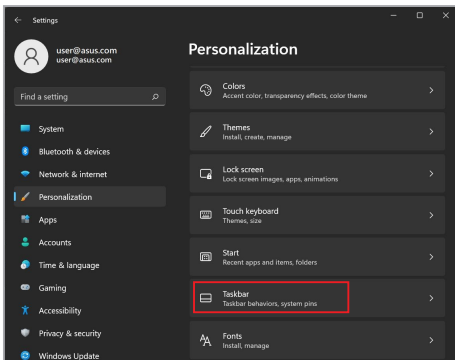 Settings
user@asus.com
user@asus.com
Find a setting
System
Bluetooth & devices
Network & internet
Personalization
Apps
Accounts
Time & language
Gaming
Accessibility
Privacy & security
Windows Update
Personalization
Colors
Accent color, transparency effects, color theme
Themes
Install, create, manage
Lock screen
Lock screen images, apps, animations
Touch keyboard
Themes, size
Start
Recent apps and items, folders
Taskbar
Taskbar behaviors, system pins
Fonts
Install, manage